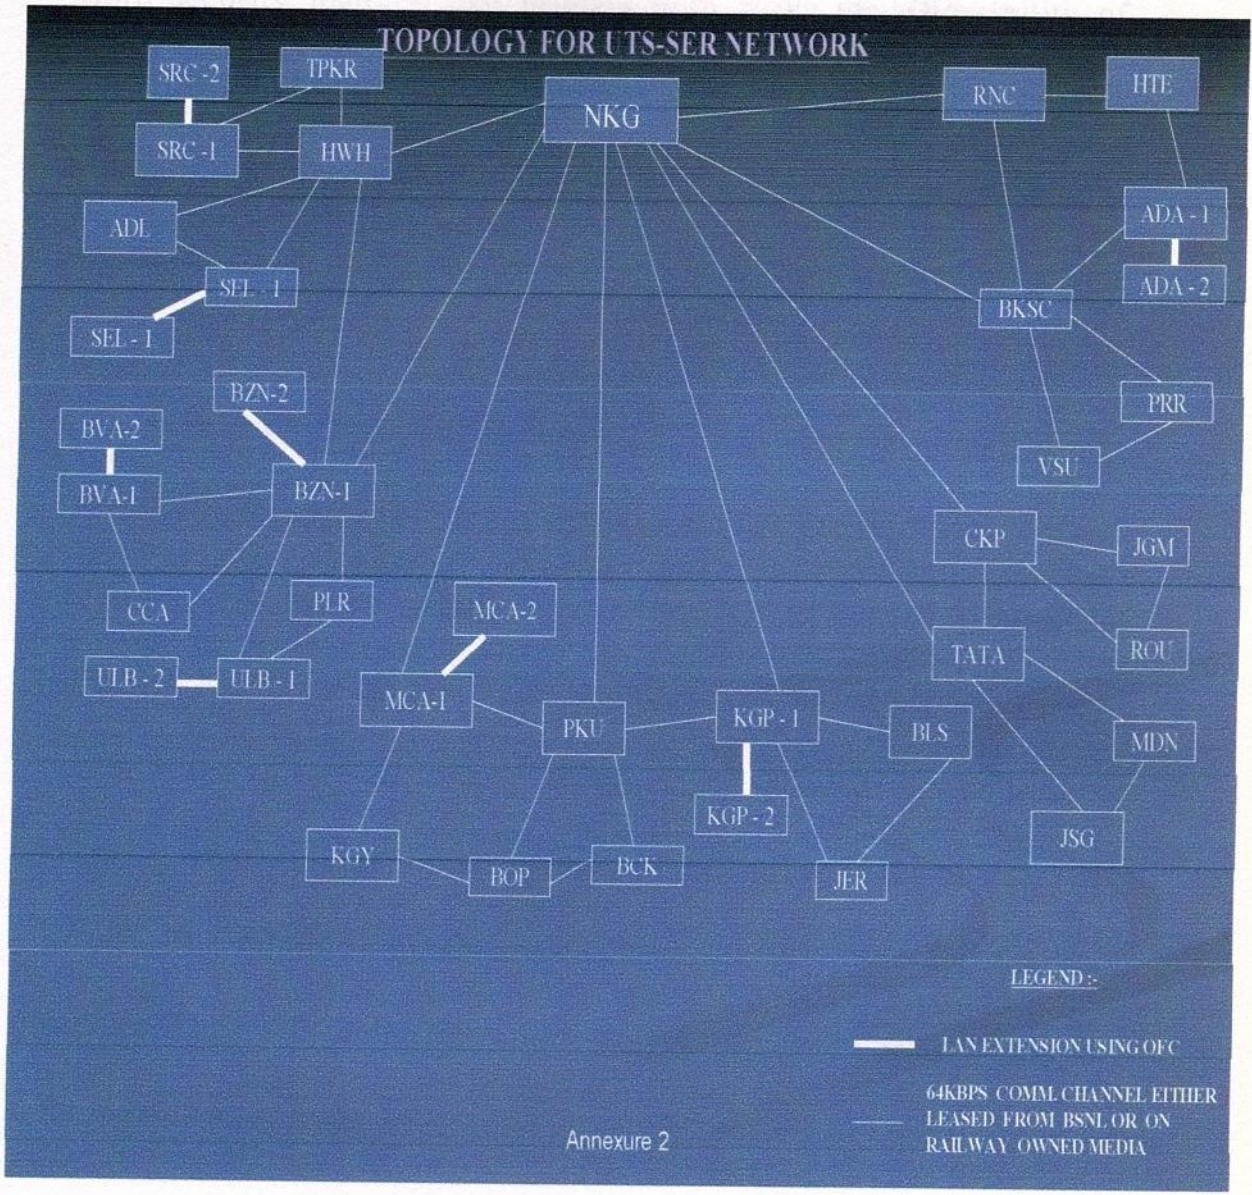 TOPOLOGY FOR UTS-SER NETWORK
SRC -2
TPKR
NKG
RNC
HTE
SRC -1
HWH
ADL
ADA - 1
SEL - 1
ADA - 2
BKSC
SEL - 1
BZN-2
PRR
BVA-2
VSU
BVA-1
BZN-1
CKP
JGM
CCA
PLR
MCA-2
ROU
TATA
ULB - 2
ULB - 1
MCA-1
PKU
KGP - 1
BLS
MDN
KGP - 2
JSG
KGY
BOP
BCK
JER
LEGEND :-
LAN EXTENSION USING OFC
64KBPS COMM. CHANNEL EITHER
LEASED FROM BSNL OR ON
RAILWAY OWNED MEDIA
Annexure 2